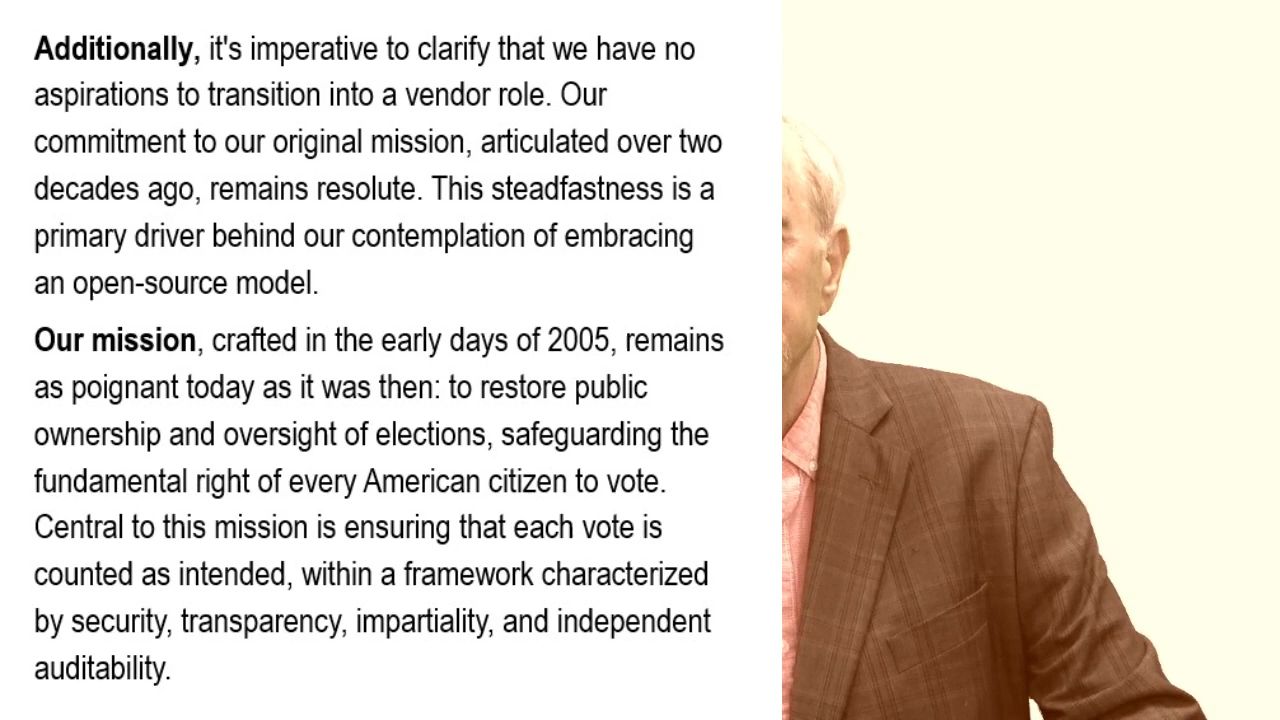 Additionally, it's imperative to clarify that we have no
aspirations to transition into a vendor role. Our
commitment to our original mission, articulated over two
decades ago, remains resolute. This steadfastness is a
primary driver behind our contemplation of embracing
an open-source model.
Our mission, crafted in the early days of 2005, remains
as poignant today as it was then: to restore public
ownership and oversight of elections, safeguarding the
fundamental right of every American citizen to vote.
Central to this mission is ensuring that each vote is
counted as intended, within a framework characterized
by security, transparency, impartiality, and independent
auditability.